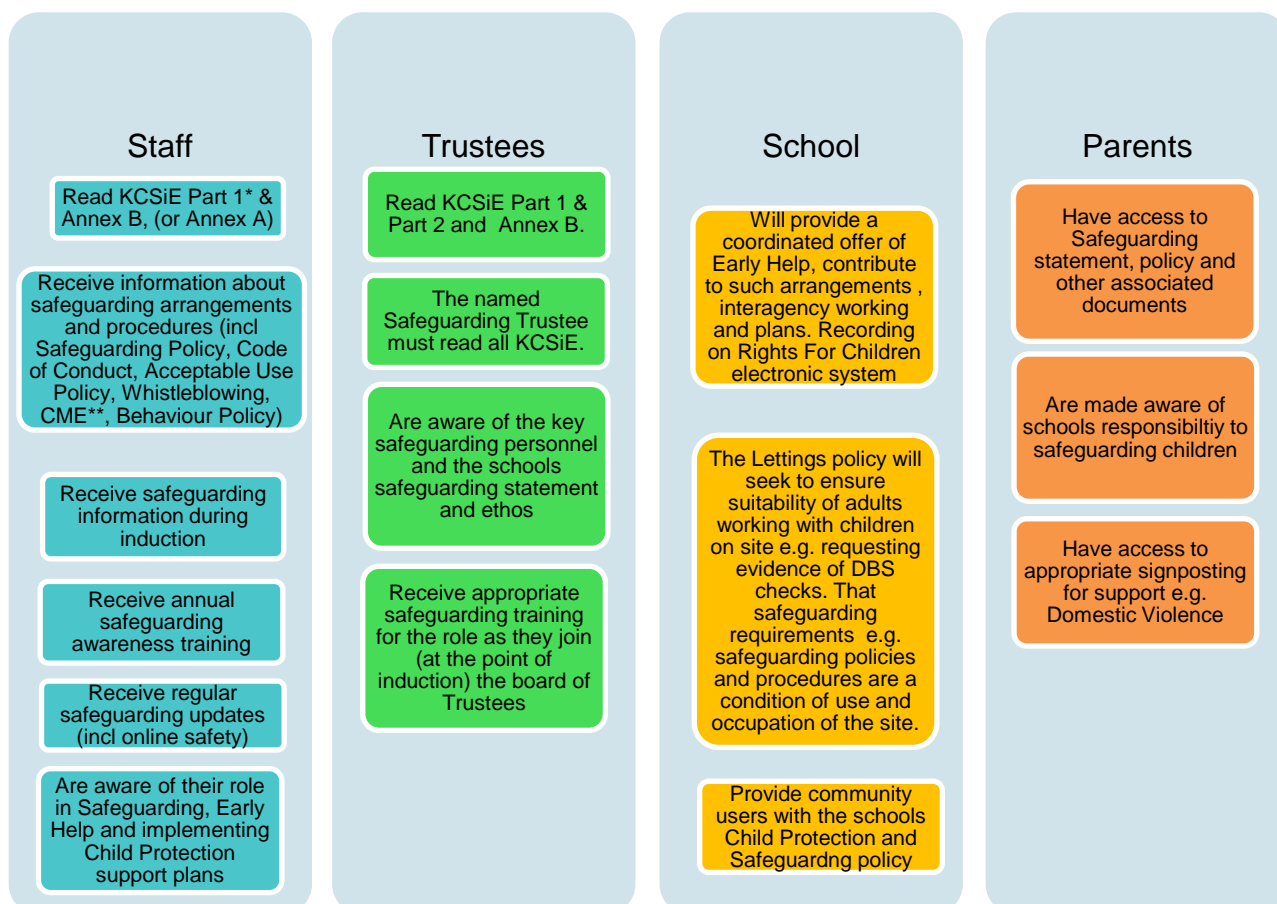 Staff
Read KCSiE Part 1* &
Annex B, (or Annex A)
Receive information about
safeguarding arrangements
and procedures (incl
Safeguarding Policy, Code
of Conduct, Acceptable Use
Policy, Whistleblowing,
CME**, Behaviour Policy)
Receive safeguarding
information during
induction
Receive annual
safeguarding
awareness training
Receive regular
safeguarding updates
(incl online safety)
Are aware of their role
in Safeguarding, Early
Help and implementing
Child Protection
support plans
Trustees
Read KCSiE Part 1 &
Part 2 and Annex B.
The named
Safeguarding Trustee
must read all KCSiE.
Are aware of the key
safeguarding personnel
and the schools
safeguarding statement
and ethos
Receive appropriate
safeguarding training
for the role as they join
(at the point of
induction) the board of
Trustees
School
Will provide a
coordinated offer of
Early Help, contribute
to such arrangements ,
interagency working
and plans. Recording
on Rights For Children
electronic system
The Lettings policy will
seek to ensure
suitability of adults
working with children
on site e.g. requesting
evidence of DBS
checks. That
safeguarding
requirements e.g.
safeguarding policies
and procedures are a
condition of use and
occupation of the site.
Provide community
users with the schools
Child Protection and
Safeguardng policy
Parents
Have access to
Safeguarding
statement, policy and
other associated
documents
Are made aware of
schools responsibiltiy to
safeguarding children
Have access to
appropriate signposting
for support e.g.
Domestic Violence